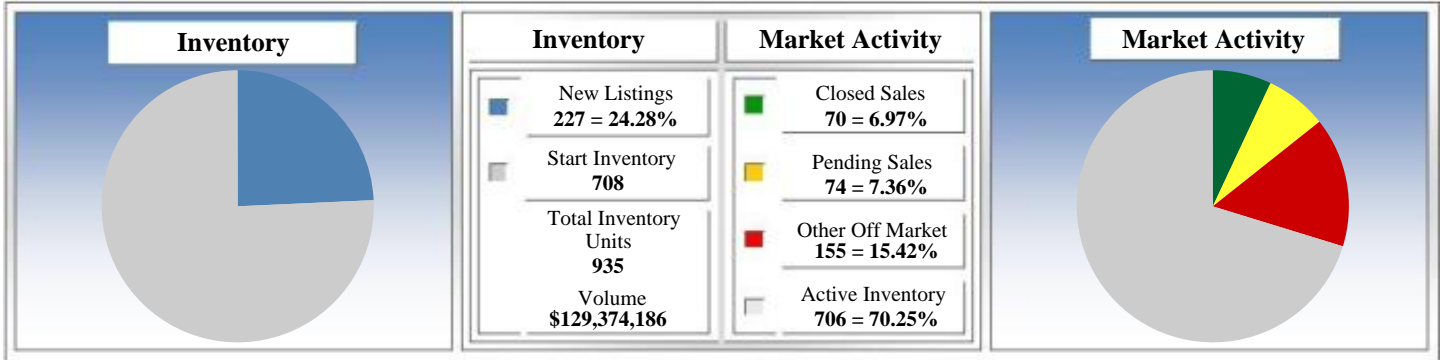 Inventory
Inventory
New Listings
227 = 24.28%
Start Inventory
708
Total Inventory
Units
935
Volume
$129,374,186
Market Activity
Closed Sales
70 = 6.97%
Pending Sales
74 = 7.36%
Other Off Market
155 = 15.42%
Active Inventory
706 = 70.25%
Market Activity